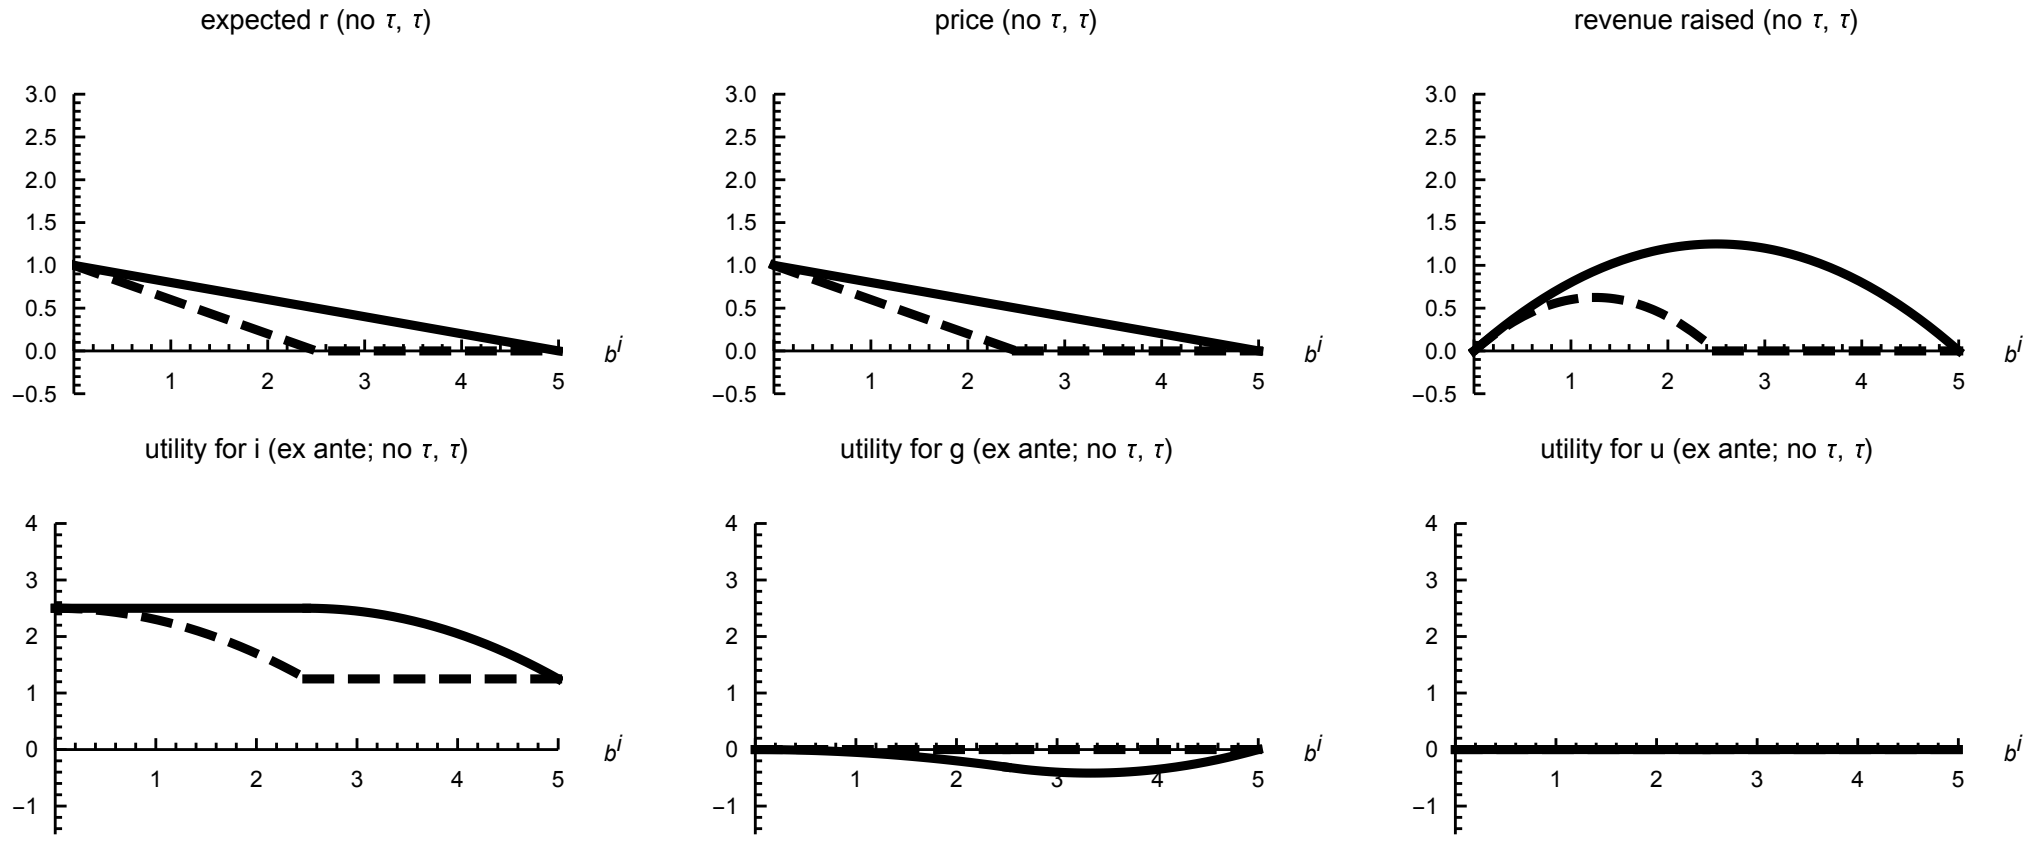 expected r (no τ, τ)
3.0
2.5
2.0
1.5
1.0
0.5
0.0
−0.5
1 2 3 4 5
bⁱ
price (no τ, τ)
3.0
2.5
2.0
1.5
1.0
0.5
0.0
−0.5
1 2 3 4 5
bⁱ
revenue raised (no τ, τ)
3.0
2.5
2.0
1.5
1.0
0.5
0.0
−0.5
1 2 3 4 5
bⁱ
utility for i (ex ante; no τ, τ)
4
3
2
1
0
−1
1 2 3 4 5
bⁱ
utility for g (ex ante; no τ, τ)
4
3
2
1
0
−1
1 2 3 4 5
bⁱ
utility for u (ex ante; no τ, τ)
4
3
2
1
0
−1
1 2 3 4 5
bⁱ